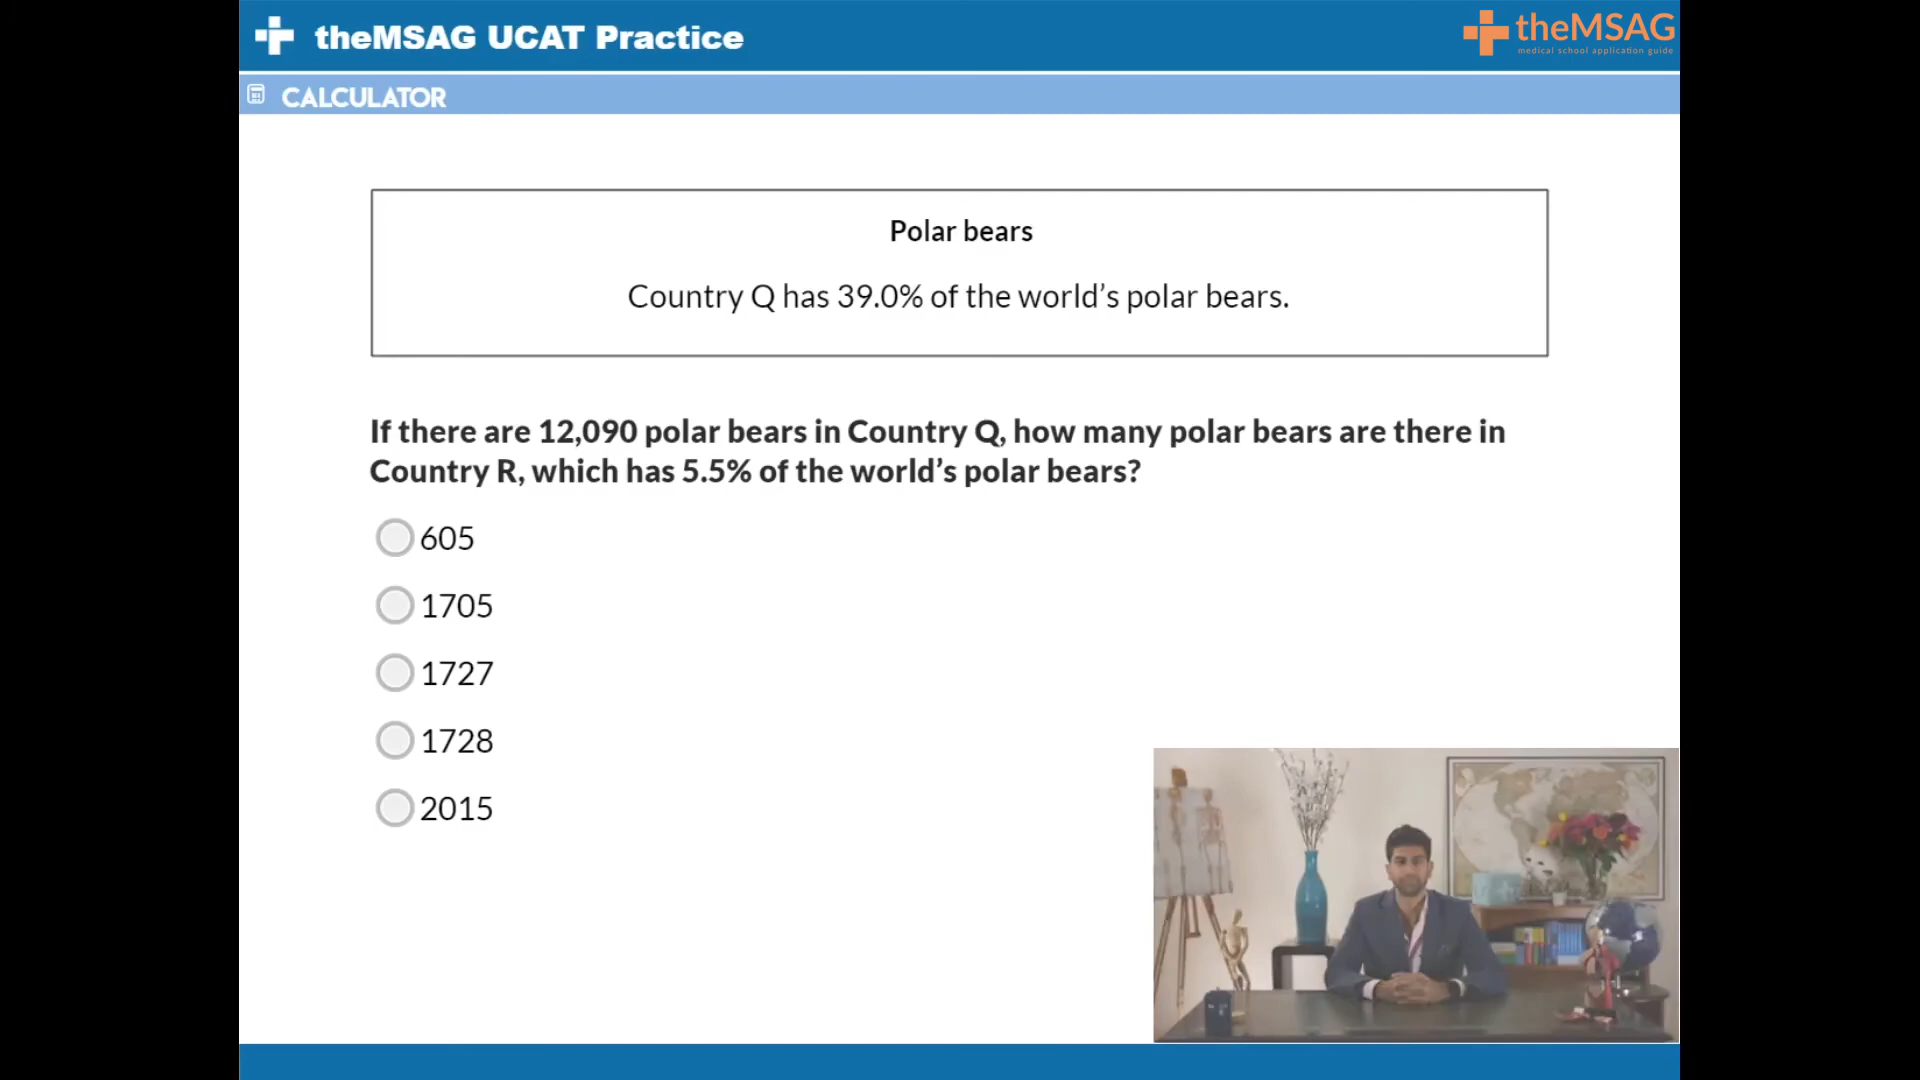 theMSAG UCAT Practice
theMSAG
medical school application guide
CALCULATOR
Polar bears
Country Q has 39.0% of the world’s polar bears.
If there are 12,090 polar bears in Country Q, how many polar bears are there in
Country R, which has 5.5% of the world’s polar bears?
605
1705
1727
1728
2015